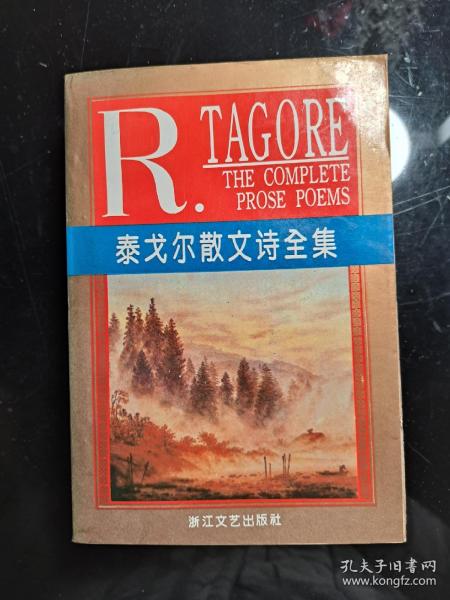 R.
TAGORE
THE COMPLETE
PROSE POEMS
泰戈尔散文诗全集
浙江文艺出版社
孔夫子旧书网
www.kongfz.com